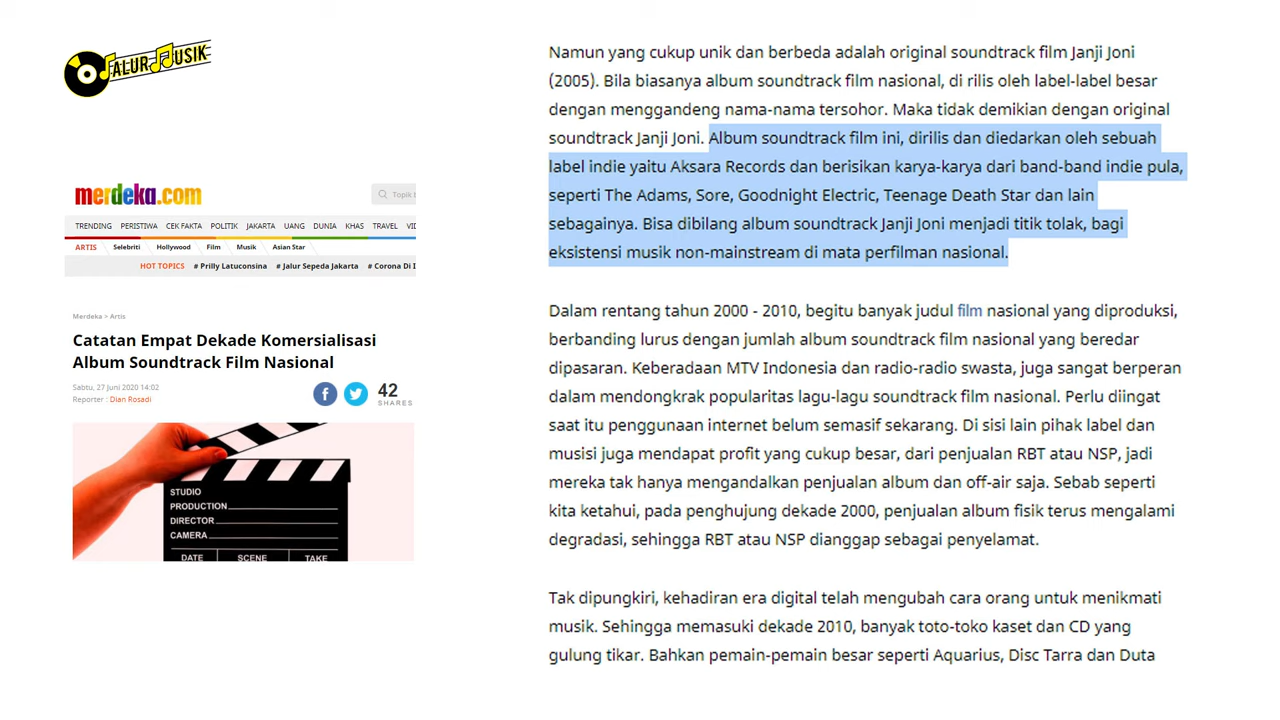 ALUR MUSIK
merdeka.com
Topik b
TRENDING PERISTIWA CEK FAKTA POLITIK JAKARTA UANG DUNIA KHAS TRAVEL
ARTIS Selebriti Hollywood Film Musik Asian Star
HOT TOPICS # Prilly Latuconsina # Jalur Sepeda Jakarta # Corona Di I
Merdeka > Artis
Catatan Empat Dekade Komersialisasi
Album Soundtrack Film Nasional
Sabtu, 27 Juni 2020 14:02
Reporter : Dian Rosadi
42
SHARES
STUDIO
PRODUCTION
DIRECTOR
CAMERA
DATE SCENE TAKE
Namun yang cukup unik dan berbeda adalah original soundtrack film Janji Joni
(2005). Bila biasanya album soundtrack film nasional, di rilis oleh label-label besar
dengan menggandeng nama-nama tersohor. Maka tidak demikian dengan original
soundtrack Janji Joni. Album soundtrack film ini, dirilis dan diedarkan oleh sebuah
label indie yaitu Aksara Records dan berisikan karya-karya dari band-band indie pula,
seperti The Adams, Sore, Goodnight Electric, Teenage Death Star dan lain
sebagainya. Bisa dibilang album soundtrack Janji Joni menjadi titik tolak, bagi
eksistensi musik non-mainstream di mata perfilman nasional.
Dalam rentang tahun 2000 - 2010, begitu banyak judul film nasional yang diproduksi,
berbanding lurus dengan jumlah album soundtrack film nasional yang beredar
dipasaran. Keberadaan MTV Indonesia dan radio-radio swasta, juga sangat berperan
dalam mendongkrak popularitas lagu-lagu soundtrack film nasional. Perlu diingat
saat itu penggunaan internet belum semasif sekarang. Di sisi lain pihak label dan
musisi juga mendapat profit yang cukup besar, dari penjualan RBT atau NSP, jadi
mereka tak hanya mengandalkan penjualan album dan off-air saja. Sebab seperti
kita ketahui, pada penghujung dekade 2000, penjualan album fisik terus mengalami
degradasi, sehingga RBT atau NSP dianggap sebagai penyelamat.
Tak dipungkiri, kehadiran era digital telah mengubah cara orang untuk menikmati
musik. Sehingga memasuki dekade 2010, banyak toto-toko kaset dan CD yang
gulung tikar. Bahkan pemain-pemain besar seperti Aquarius, Disc Tarra dan Duta